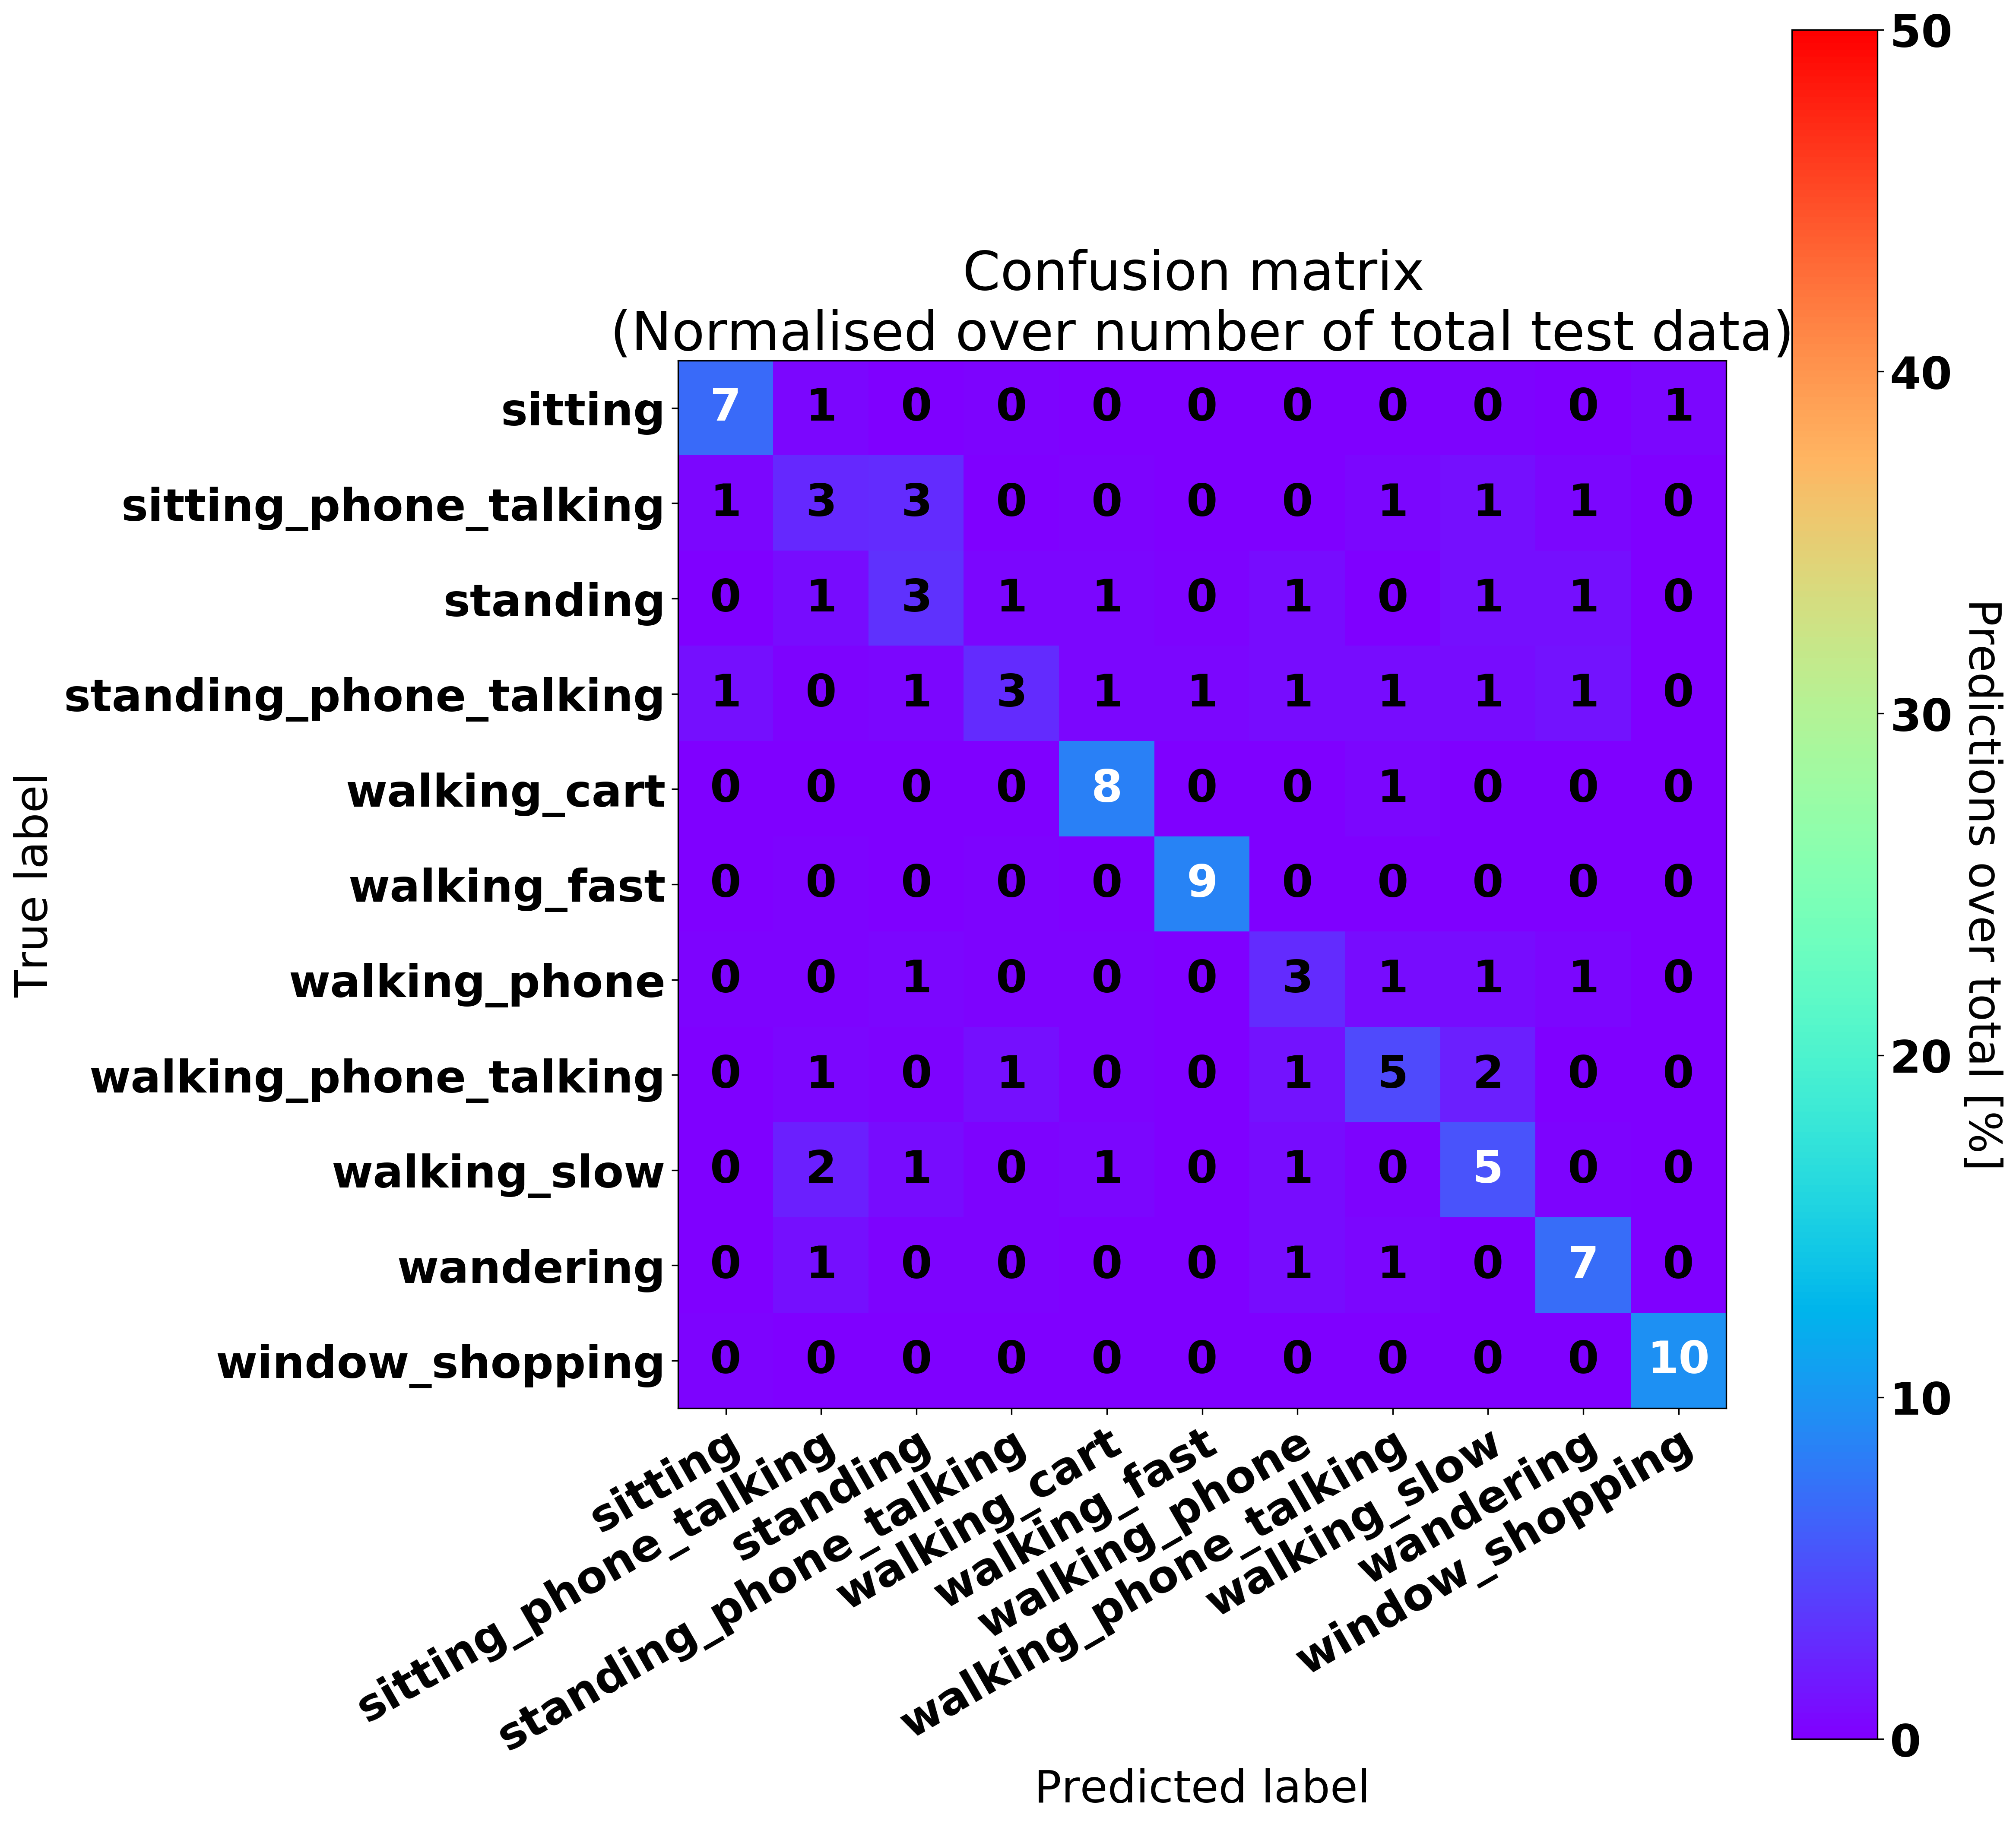 Confusion matrix
(Normalised over number of total test data)
True label
sitting 7 1 0 0 0 0 0 0 0 0 1
sitting_phone_talking 1 3 3 0 0 0 0 1 1 1 0
standing 0 1 3 1 1 0 1 0 1 1 0
standing_phone_talking 1 0 1 3 1 1 1 1 1 1 0
walking_cart 0 0 0 0 8 0 0 1 0 0 0
walking_fast 0 0 0 0 0 9 0 0 0 0 0
walking_phone 0 0 1 0 0 0 3 1 1 1 0
walking_phone_talking 0 1 0 1 0 0 1 5 2 0 0
walking_slow 0 2 1 0 1 0 1 0 5 0 0
wandering 0 1 0 0 0 0 1 1 0 7 0
window_shopping 0 0 0 0 0 0 0 0 0 0 10
sitting
sitting_phone_talking
standing
standing_phone_talking
walking_cart
walking_fast
walking_phone
walking_phone_talking
walking_slow
wandering
window_shopping
Predicted label
50
40
30
20
10
0
Predictions over total [%]